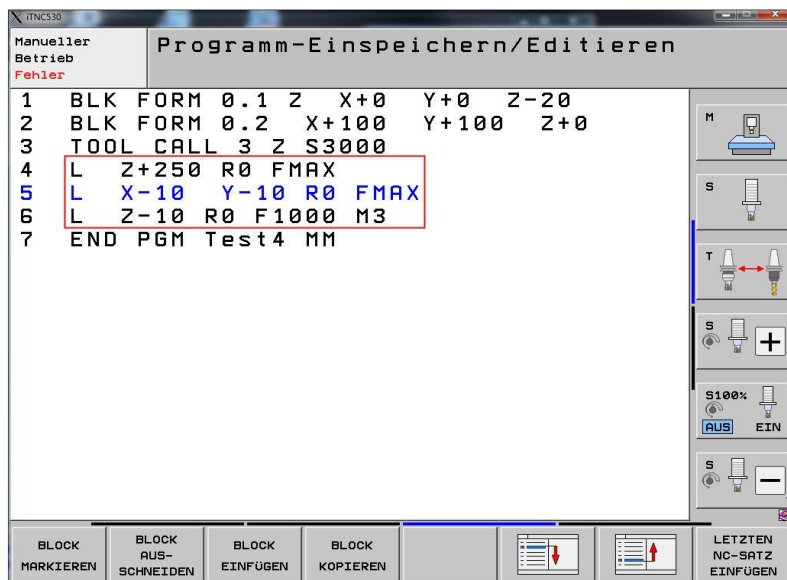 iTNC530
Manueller
Betrieb
Fehler
Programm-Einspeichern/Editieren
1 BLK FORM 0.1 Z X+0 Y+0 Z-20
2 BLK FORM 0.2 X+100 Y+100 Z+0
3 TOOL CALL 3 Z S3000
4 L Z+250 R0 FMAX
5 L X-10 Y-10 R0 FMAX
6 L Z-10 R0 F1000 M3
7 END PGM Test4 MM
M
S
T
S
+
S100%
AUS EIN
S
-
BLOCK
MARKIEREN
BLOCK
AUS-
SCHNEIDEN
BLOCK
EINFÜGEN
BLOCK
KOPIEREN
LETZTEN
NC-SATZ
EINFÜGEN